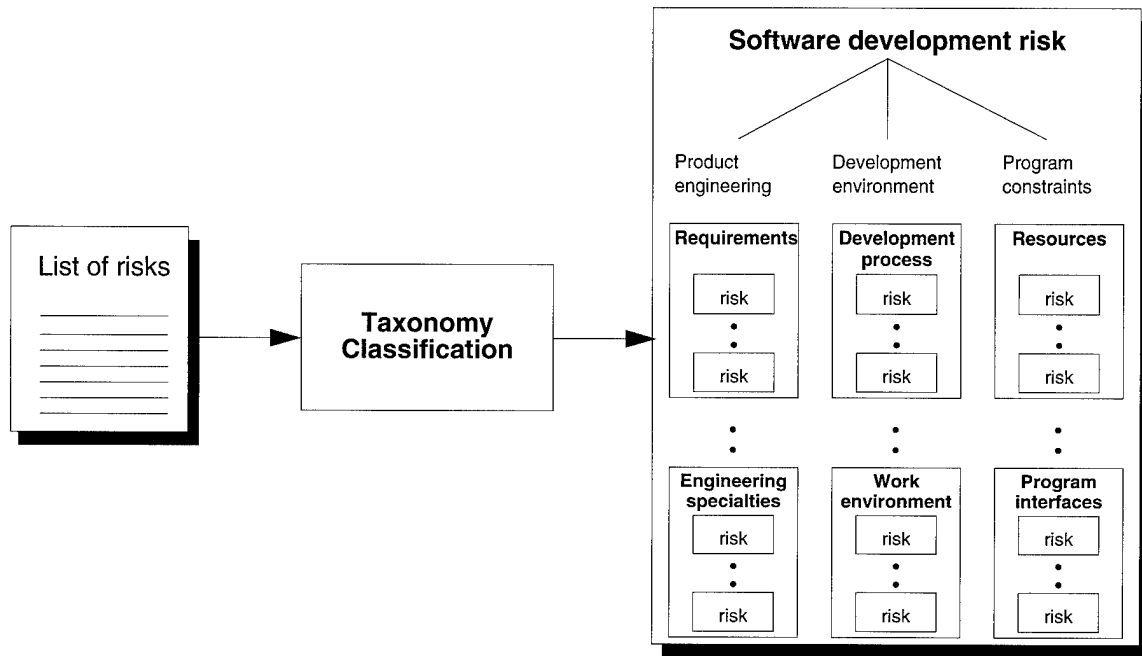 Software development risk
Product
engineering
Development
environment
Program
constraints
List of risks
Taxonomy
Classification
Requirements
risk
risk
Development
process
risk
risk
Resources
risk
risk
Engineering
specialties
risk
risk
Work
environment
risk
risk
Program
interfaces
risk
risk